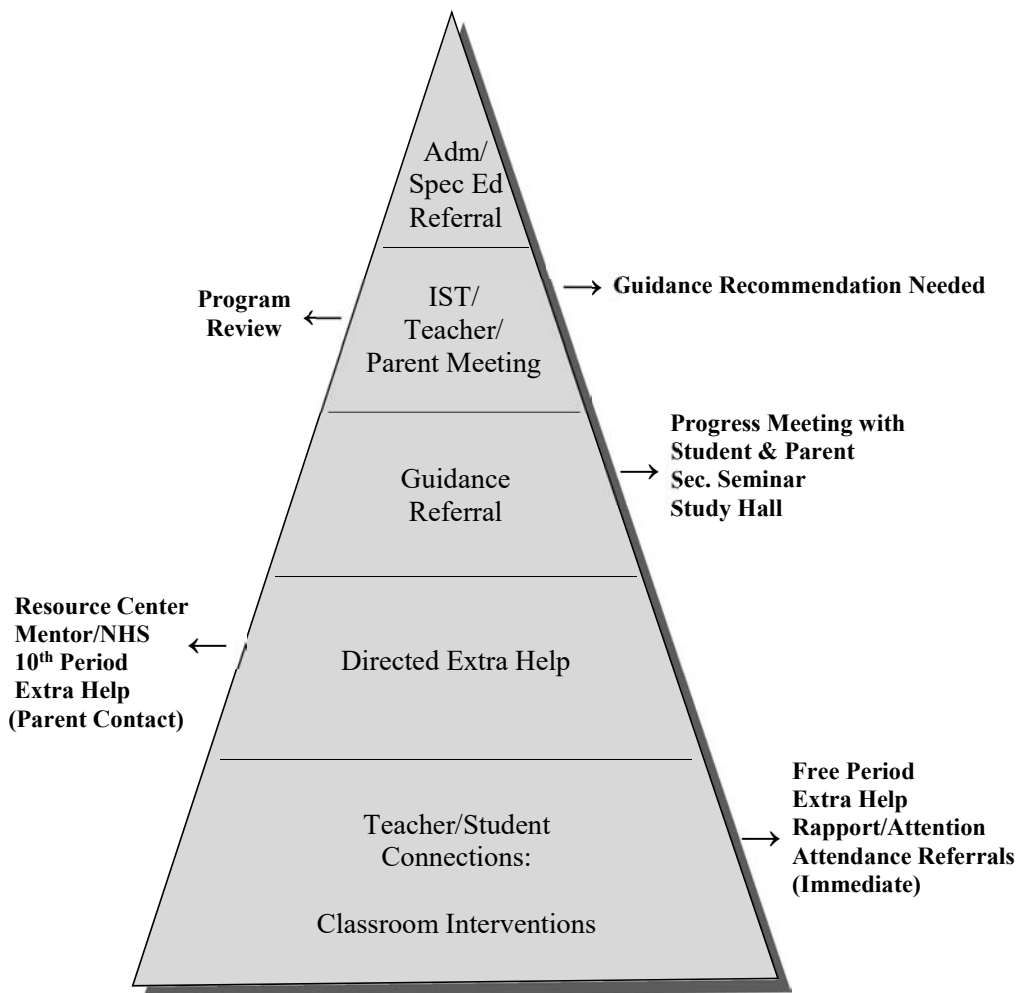 Adm/
Spec Ed
Referral
Guidance Recommendation Needed
Program
Review
IST/
Teacher/
Parent Meeting
Progress Meeting with
Student & Parent
Sec. Seminar
Study Hall
Guidance
Referral
Resource Center
Mentor/NHS
10th Period
Extra Help
(Parent Contact)
Directed Extra Help
Free Period
Extra Help
Rapport/Attention
Attendance Referrals
(Immediate)
Teacher/Student
Connections:
Classroom Interventions